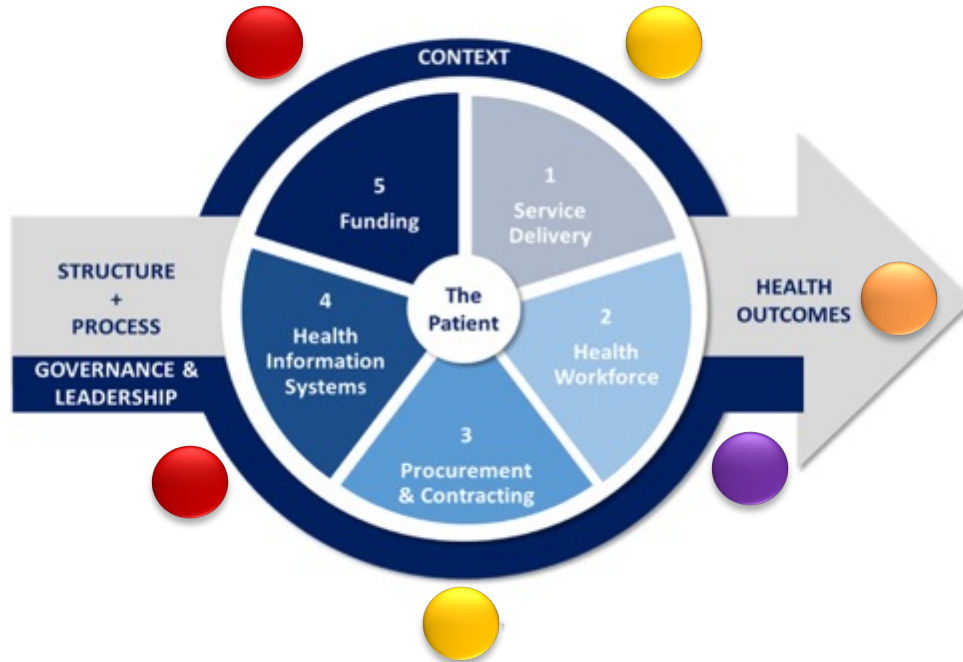 CONTEXT
5
Funding
1
Service
Delivery
STRUCTURE
+
PROCESS
GOVERNANCE &
LEADERSHIP
4
Health
Information
Systems
The
Patient
2
Health
Workforce
3
Procurement
& Contracting
HEALTH
OUTCOMES